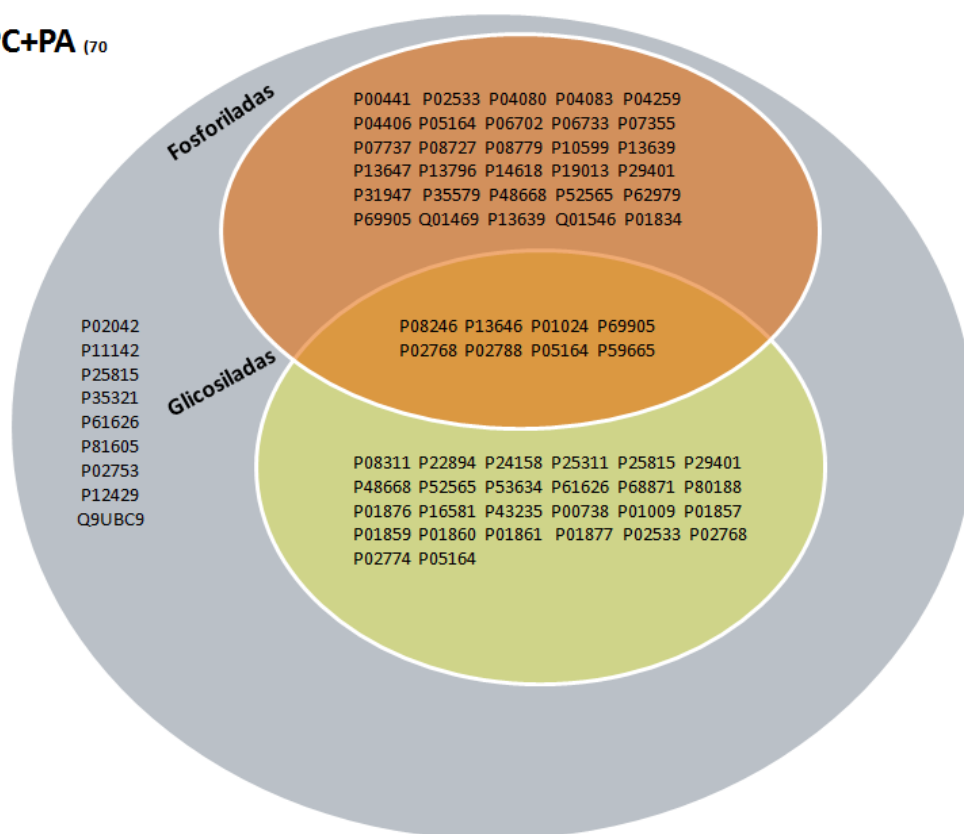 C+PA (70
Fosforiladas
P00441 P02533 P04080 P04083 P04259
P04406 P05164 P06702 P06733 P07355
P07737 P08727 P08779 P10599 P13639
P13647 P13796 P14618 P19013 P29401
P31947 P35579 P48668 P52565 P62979
P69905 Q01469 P13639 Q01546 P01834
P08246 P13646 P01024 P69905
P02768 P02788 P05164 P59665
Glicosiladas
P02042
P11142
P25815
P35321
P61626
P81605
P02753
P12429
Q9UBC9
P08311 P22894 P24158 P25311 P25815 P29401
P48668 P52565 P53634 P61626 P68871 P80188
P01876 P16581 P43235 P00738 P01009 P01857
P01859 P01860 P01861 P01877 P02533 P02768
P02774 P05164